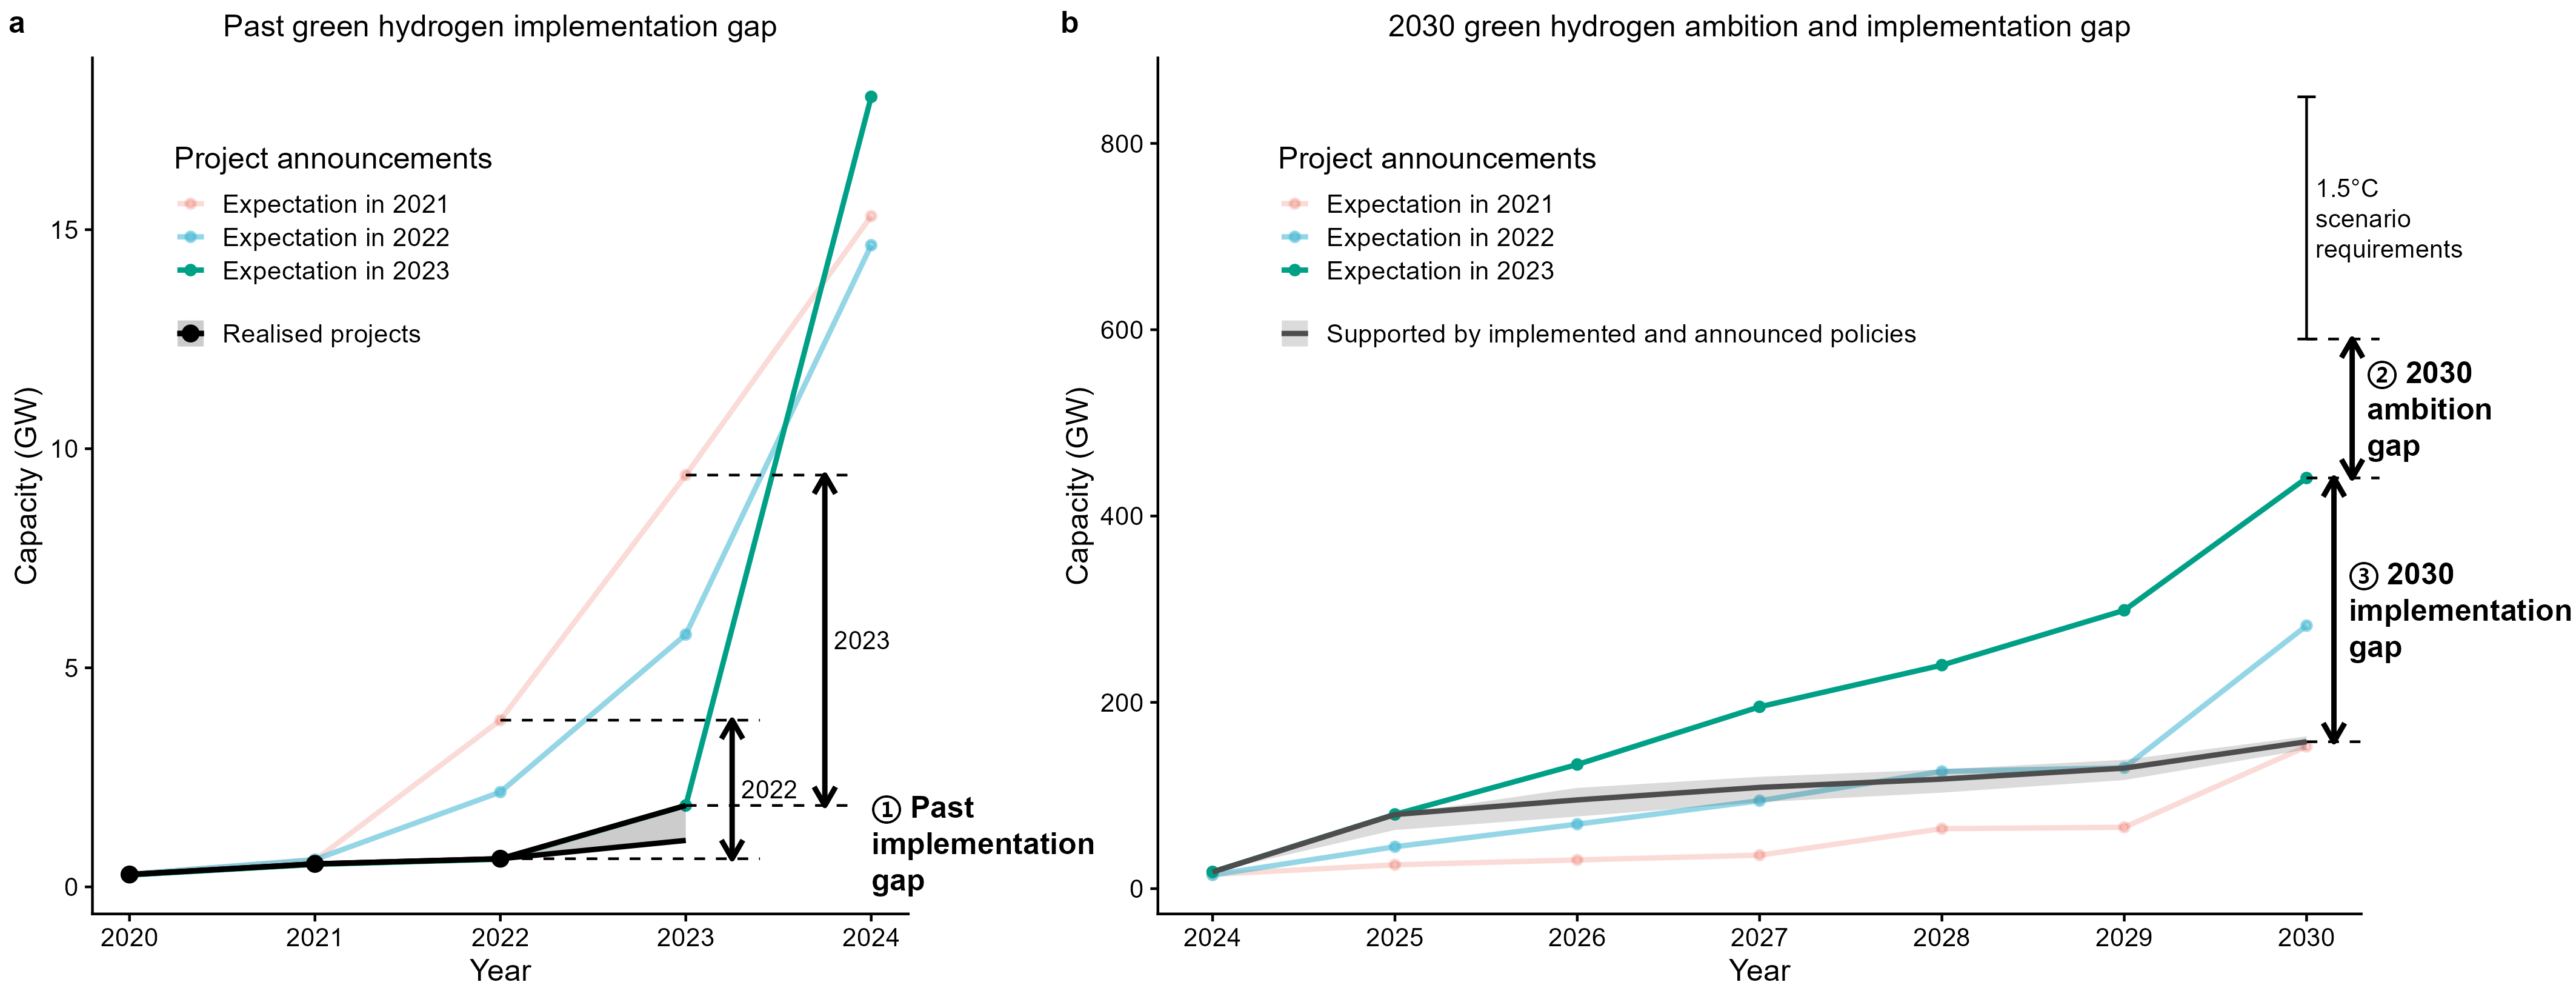 a
Past green hydrogen implementation gap
Capacity (GW)
15
10
5
0
Project announcements
Expectation in 2021
Expectation in 2022
Expectation in 2023
Realised projects
2023
2022
① Past
implementation
gap
2020 2021 2022 2023 2024
Year
b
2030 green hydrogen ambition and implementation gap
Capacity (GW)
800
600
400
200
0
Project announcements
Expectation in 2021
Expectation in 2022
Expectation in 2023
Supported by implemented and announced policies
1.5°C
scenario
requirements
② 2030
ambition
gap
③ 2030
implementation
gap
2024 2025 2026 2027 2028 2029 2030
Year